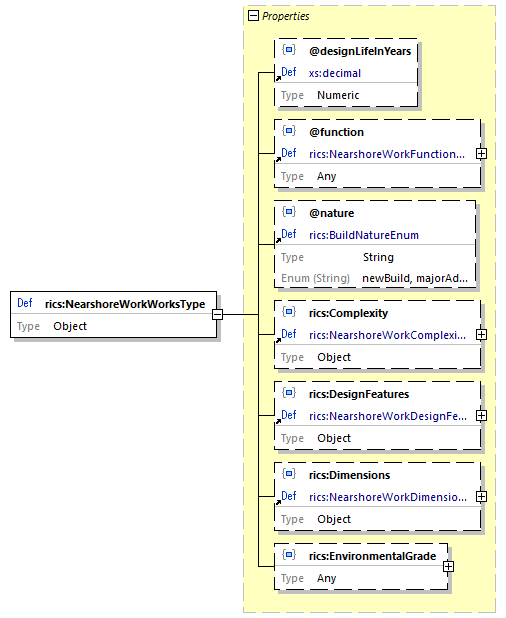 Properties
@designLifeInYears
Def xs:decimal
Type Numeric
@function
Def rics:NearshoreWorkFunction...
Type Any
@nature
Def rics:BuildNatureEnum
Type String
Enum (String) newBuild, majorAd...
Def rics:NearshoreWorkWorksType
Type Object
rics:Complexity
Def rics:NearshoreWorkComplexi...
Type Object
rics:DesignFeatures
Def rics:NearshoreWorkDesignFe...
Type Object
rics:Dimensions
Def rics:NearshoreWorkDimensio...
Type Object
rics:EnvironmentalGrade
Type Any